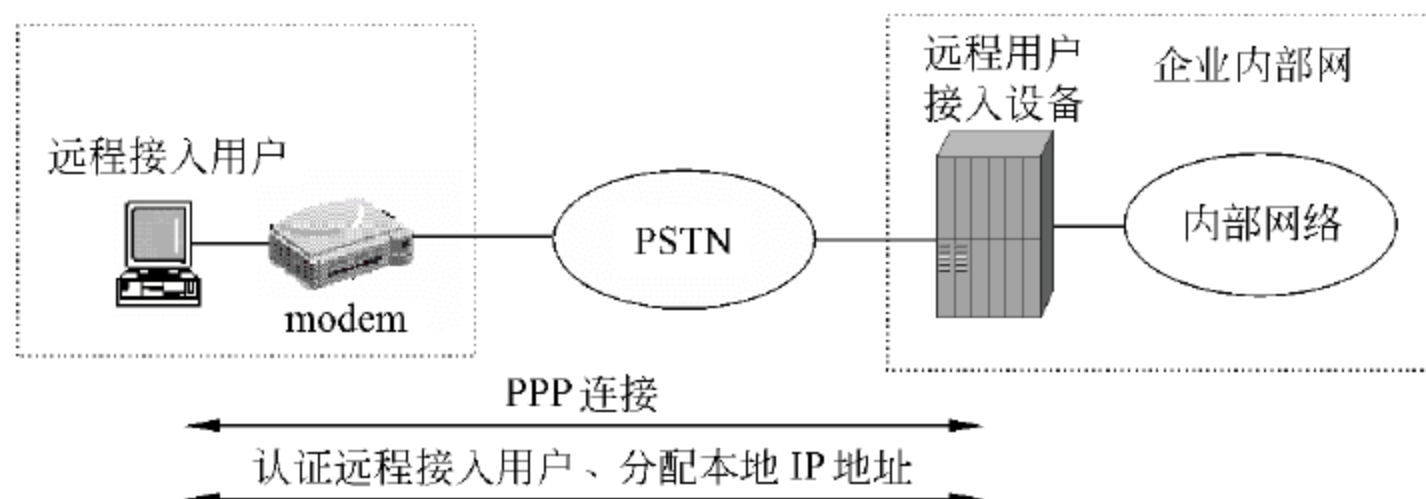 远程用户
接入设备
企业内部网
远程接入用户
PSTN
内部网络
modem
PPP 连接
认证远程接入用户、分配本地 IP 地址